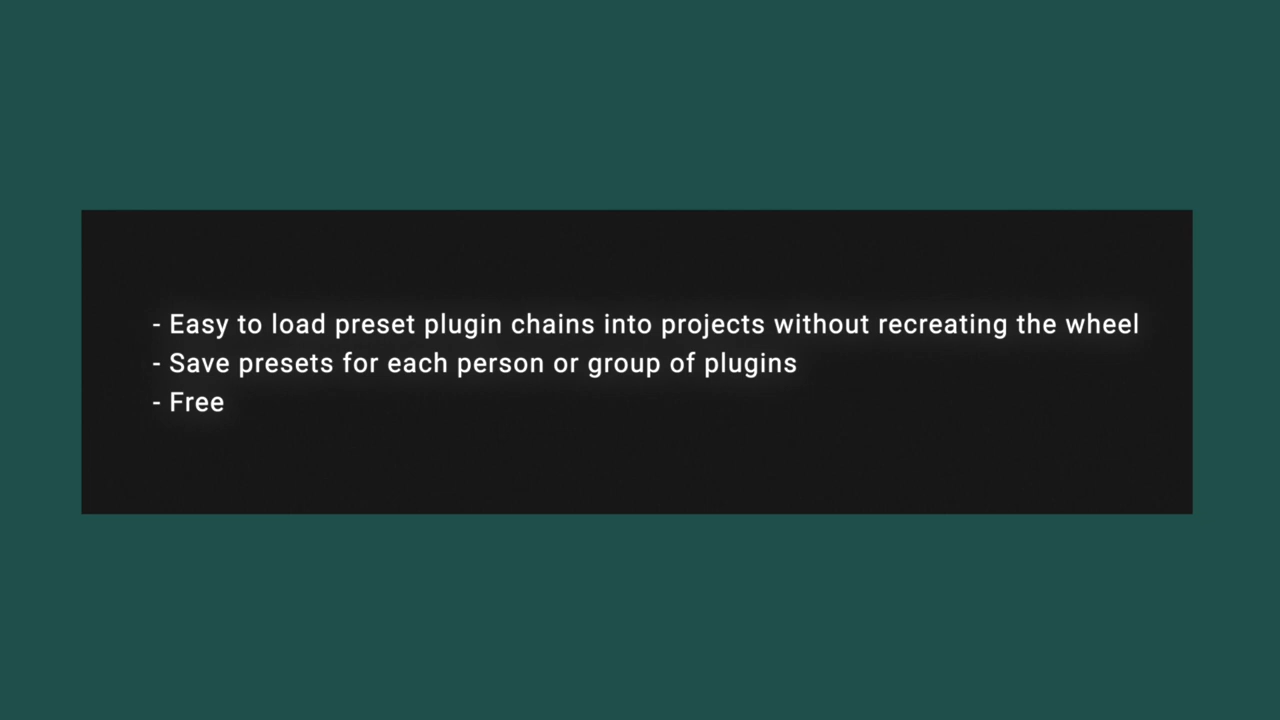 - Easy to load preset plugin chains into projects without recreating the wheel
- Save presets for each person or group of plugins
- Free